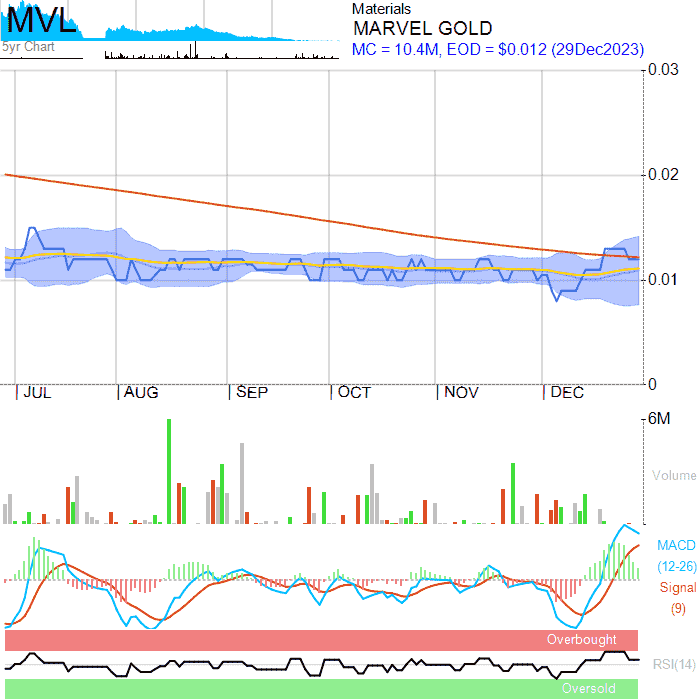 MVL
5yr Chart
Materials
MARVEL GOLD
MC = 10.4M, EOD = $0.012 (29Dec2023)
0.03
0.02
0.01
0
JUL AUG SEP OCT NOV DEC
6M
Volume
MACD
(12-26)
Signal
(9)
Overbought
RSI(14)
Oversold